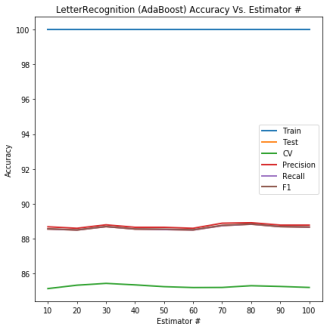 LetterRecognition (AdaBoost) Accuracy Vs. Estimator #
100
98
96
94
92
90
88
86
Accuracy
Train
Test
CV
Precision
Recall
F1
10 20 30 40 50 60 70 80 90 100
Estimator #